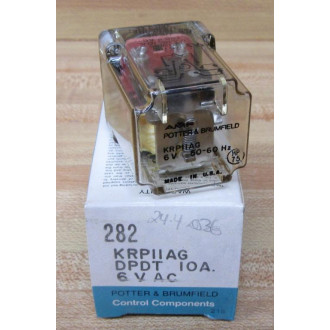 AMF
POTTER & BRUMFIELD
KRP11AG
6V 50-60 Hz
MADE IN U.S.A.
282
KRP11AG
DPDT 10A.
6 V AC
POTTER & BRUMFIELD
Control Components